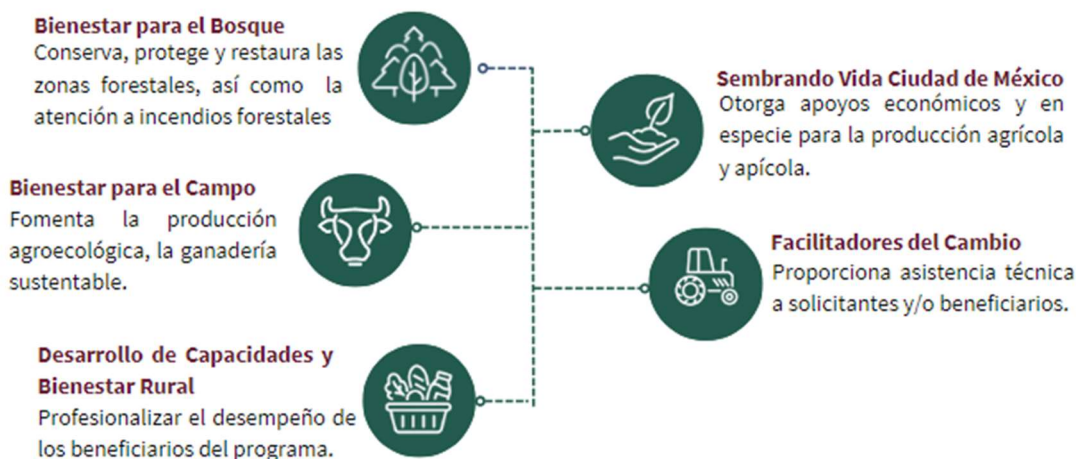 Bienestar para el Bosque
Conserva, protege y restaura las
zonas forestales, así como la
atención a incendios forestales
Sembrando Vida Ciudad de México
Otorga apoyos económicos y en
especie para la producción agrícola
y apícola.
Bienestar para el Campo
Fomenta la producción
agroecológica, la ganadería
sustentable.
Facilitadores del Cambio
Proporciona asistencia técnica
a solicitantes y/o beneficiarios.
Desarrollo de Capacidades y
Bienestar Rural
Profesionalizar el desempeño de
los beneficiarios del programa.